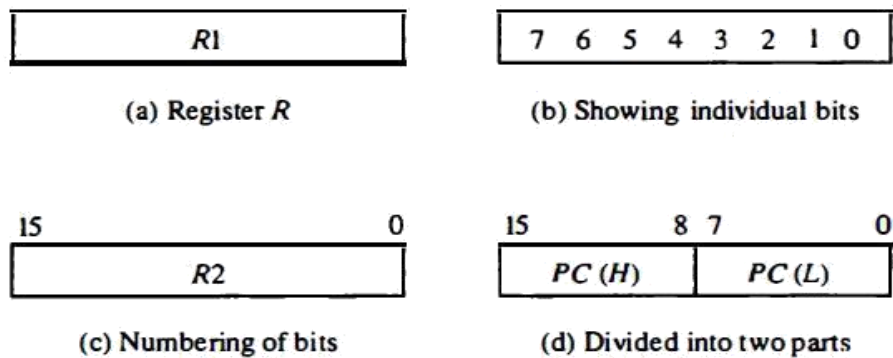 R1
7 6 5 4 3 2 1 0
(a) Register R
(b) Showing individual bits
15 0
15 8 7 0
R2
PC (H) PC (L)
(c) Numbering of bits
(d) Divided into two parts